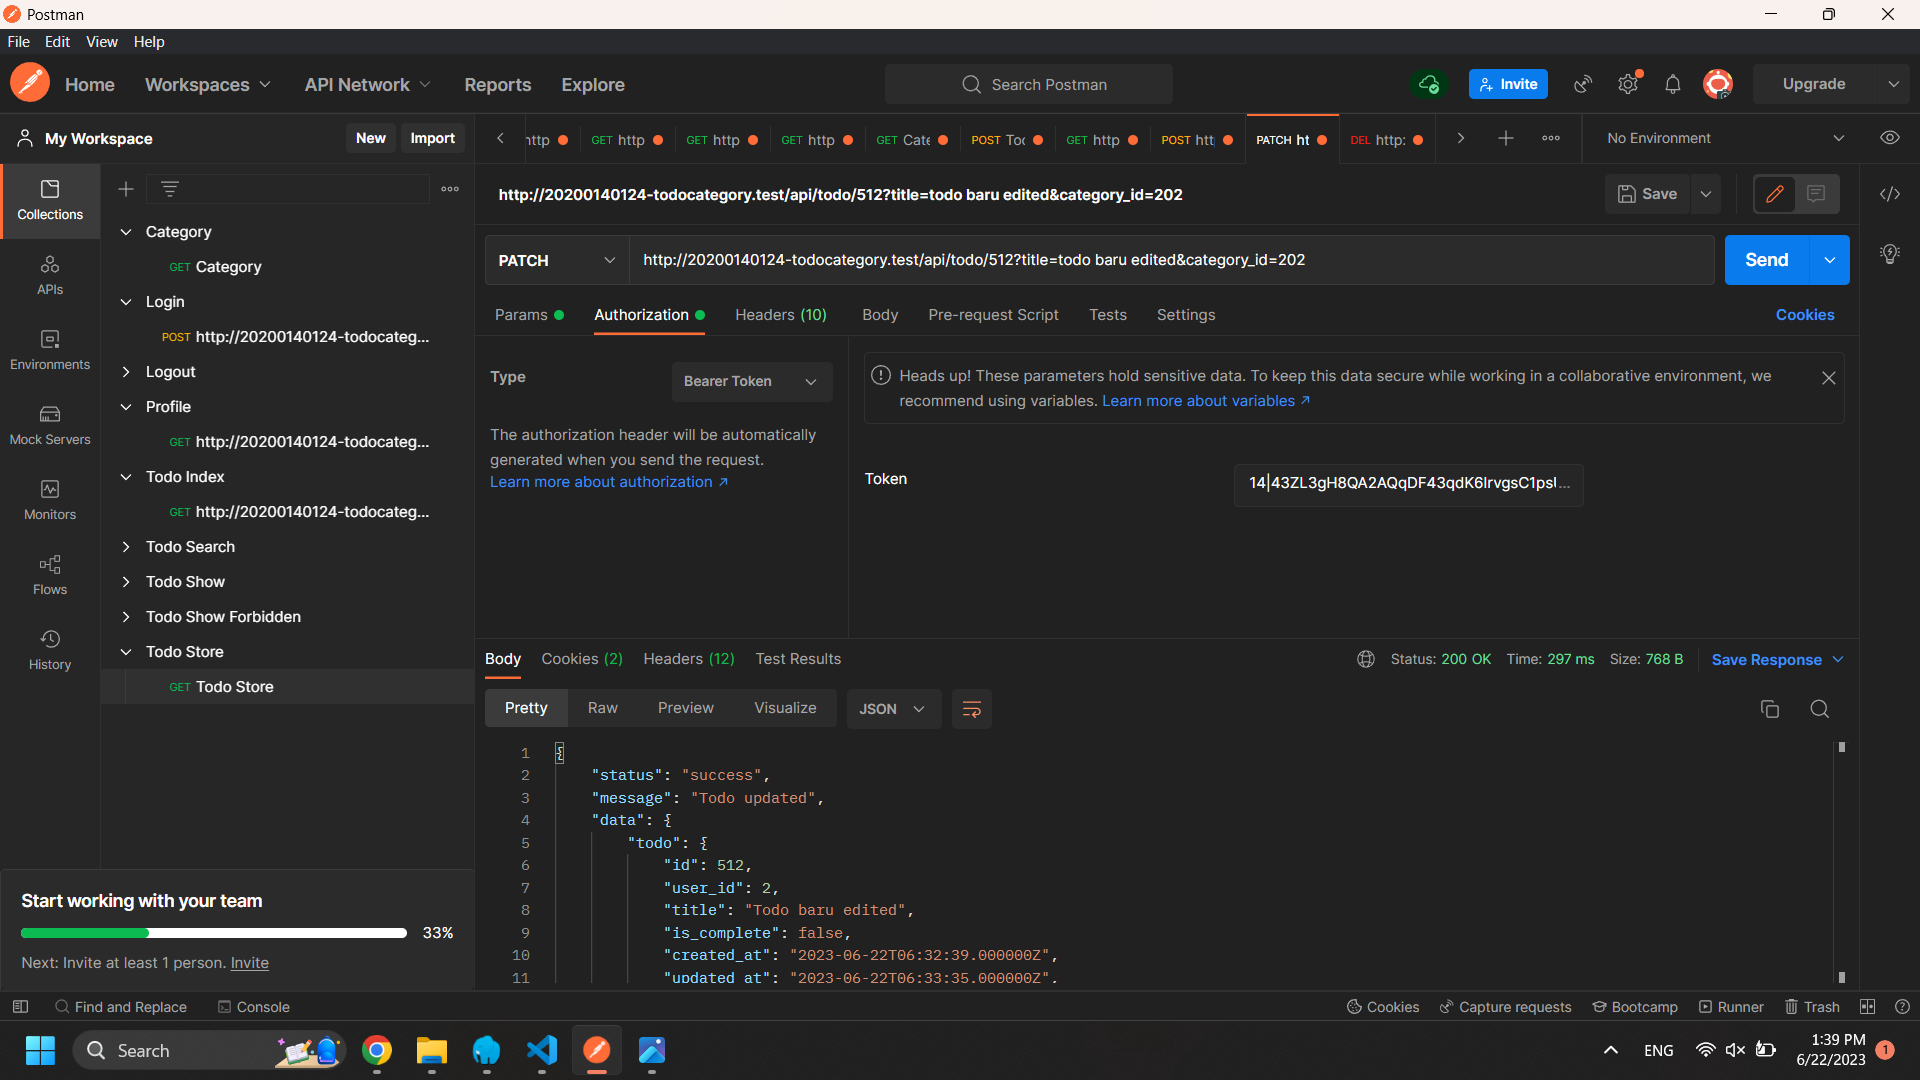 Postman
File Edit View Help
Home Workspaces API Network Reports Explore Search Postman Invite Upgrade
My Workspace New Import
http GET http GET http GET http GET Cate POST Toc GET http POST htt PATCH ht DEL http: No Environment
Collections
APIs
Environments
Mock Servers
Monitors
Flows
History
Category
GET Category
Login
POST http://20200140124-todocateg...
Logout
Profile
GET http://20200140124-todocateg...
Todo Index
GET http://20200140124-todocateg...
Todo Search
Todo Show
Todo Show Forbidden
Todo Store
GET Todo Store
Start working with your team
33%
Next: Invite at least 1 person. Invite
http://20200140124-todocategory.test/api/todo/512?title=todo baru edited&category_id=202 Save
PATCH http://20200140124-todocategory.test/api/todo/512?title=todo baru edited&category_id=202 Send
Params Authorization Headers (10) Body Pre-request Script Tests Settings Cookies
Type Bearer Token
The authorization header will be automatically
generated when you send the request.
Learn more about authorization ↗
Heads up! These parameters hold sensitive data. To keep this data secure while working in a collaborative environment, we
recommend using variables. Learn more about variables ↗
Token
Body Cookies (2) Headers (12) Test Results Status: 200 OK Time: 297 ms Size: 768 B Save Response
Pretty Raw Preview Visualize JSON
1 {
2 "status": "success",
3 "message": "Todo updated",
4 "data": {
5 "todo": {
6 "id": 512,
7 "user_id": 2,
8 "title": "Todo baru edited",
9 "is_complete": false,
10 "created_at": "2023-06-22T06:32:39.000000Z",
11 "updated_at": "2023-06-22T06:33:35.000000Z",
Find and Replace Console Cookies Capture requests Bootcamp Runner Trash
Search ENG 1:39 PM
6/22/2023 1